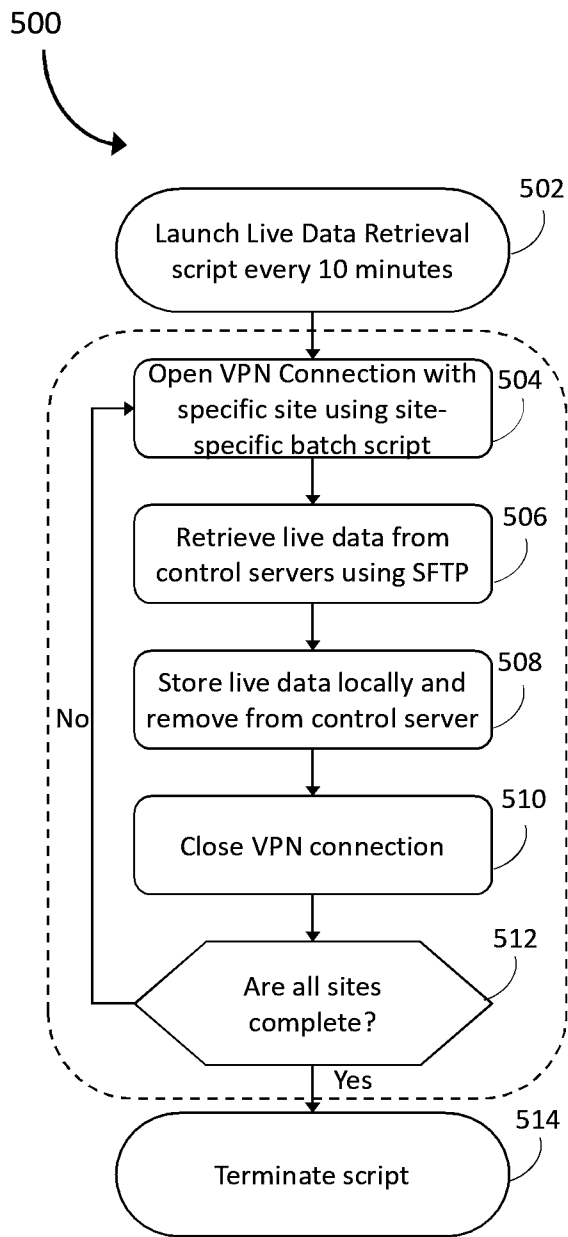 500
502
Launch Live Data Retrieval
script every 10 minutes
Open VPN Connection with
specific site using site-
specific batch script
504
506
Retrieve live data from
control servers using SFTP
508
Store live data locally and
remove from control server
No
510
Close VPN connection
512
Are all sites
complete?
Yes
514
Terminate script